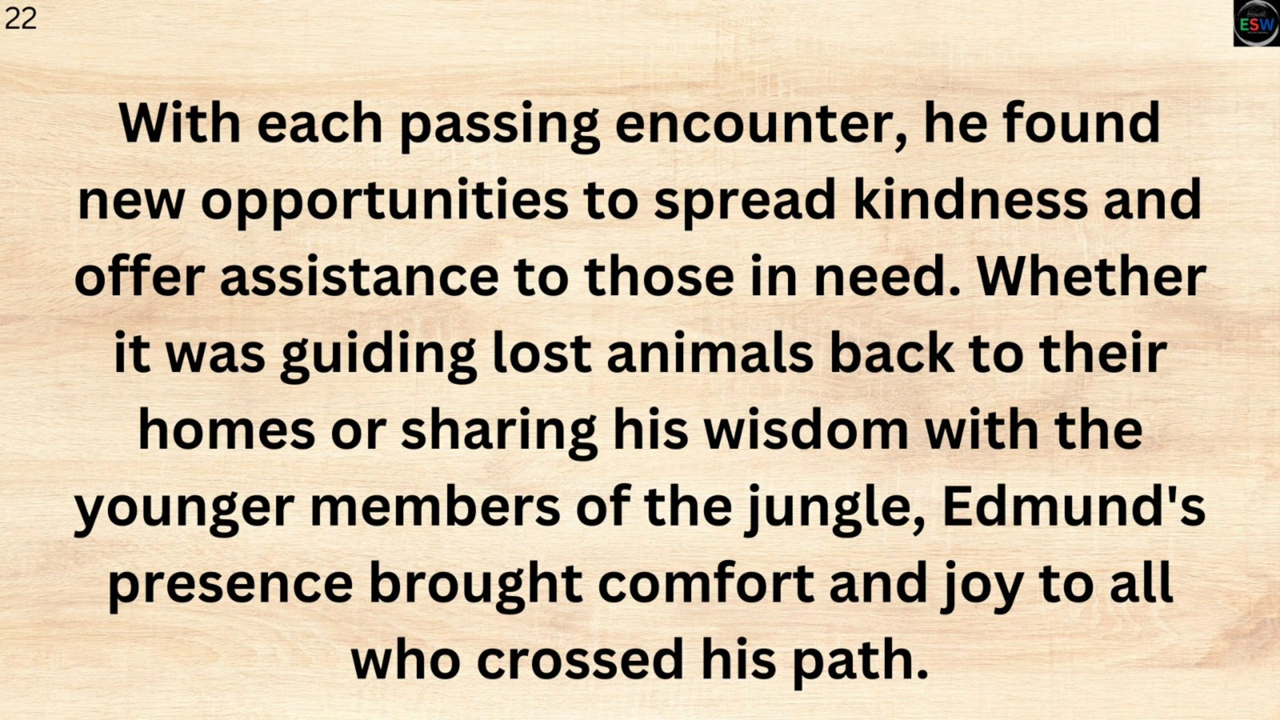 22
ESW
With each passing encounter, he found
new opportunities to spread kindness and
offer assistance to those in need. Whether
it was guiding lost animals back to their
homes or sharing his wisdom with the
younger members of the jungle, Edmund's
presence brought comfort and joy to all
who crossed his path.